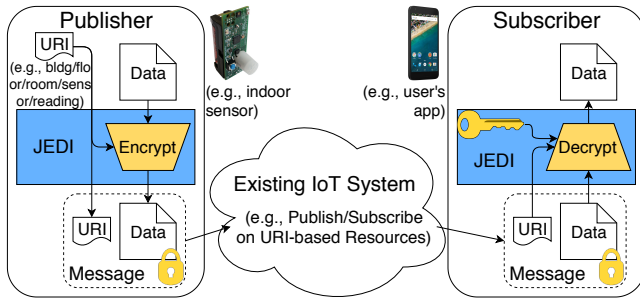 Publisher
URI
(e.g., bldg/flo
or/room/sens
or/reading)
Data
JEDI
Encrypt
URI
Data
Message
(e.g., indoor
sensor)
Existing IoT System
(e.g., Publish/Subscribe
on URI-based Resources)
(e.g., user's
app)
Subscriber
Data
JEDI
Decrypt
URI
Data
Message